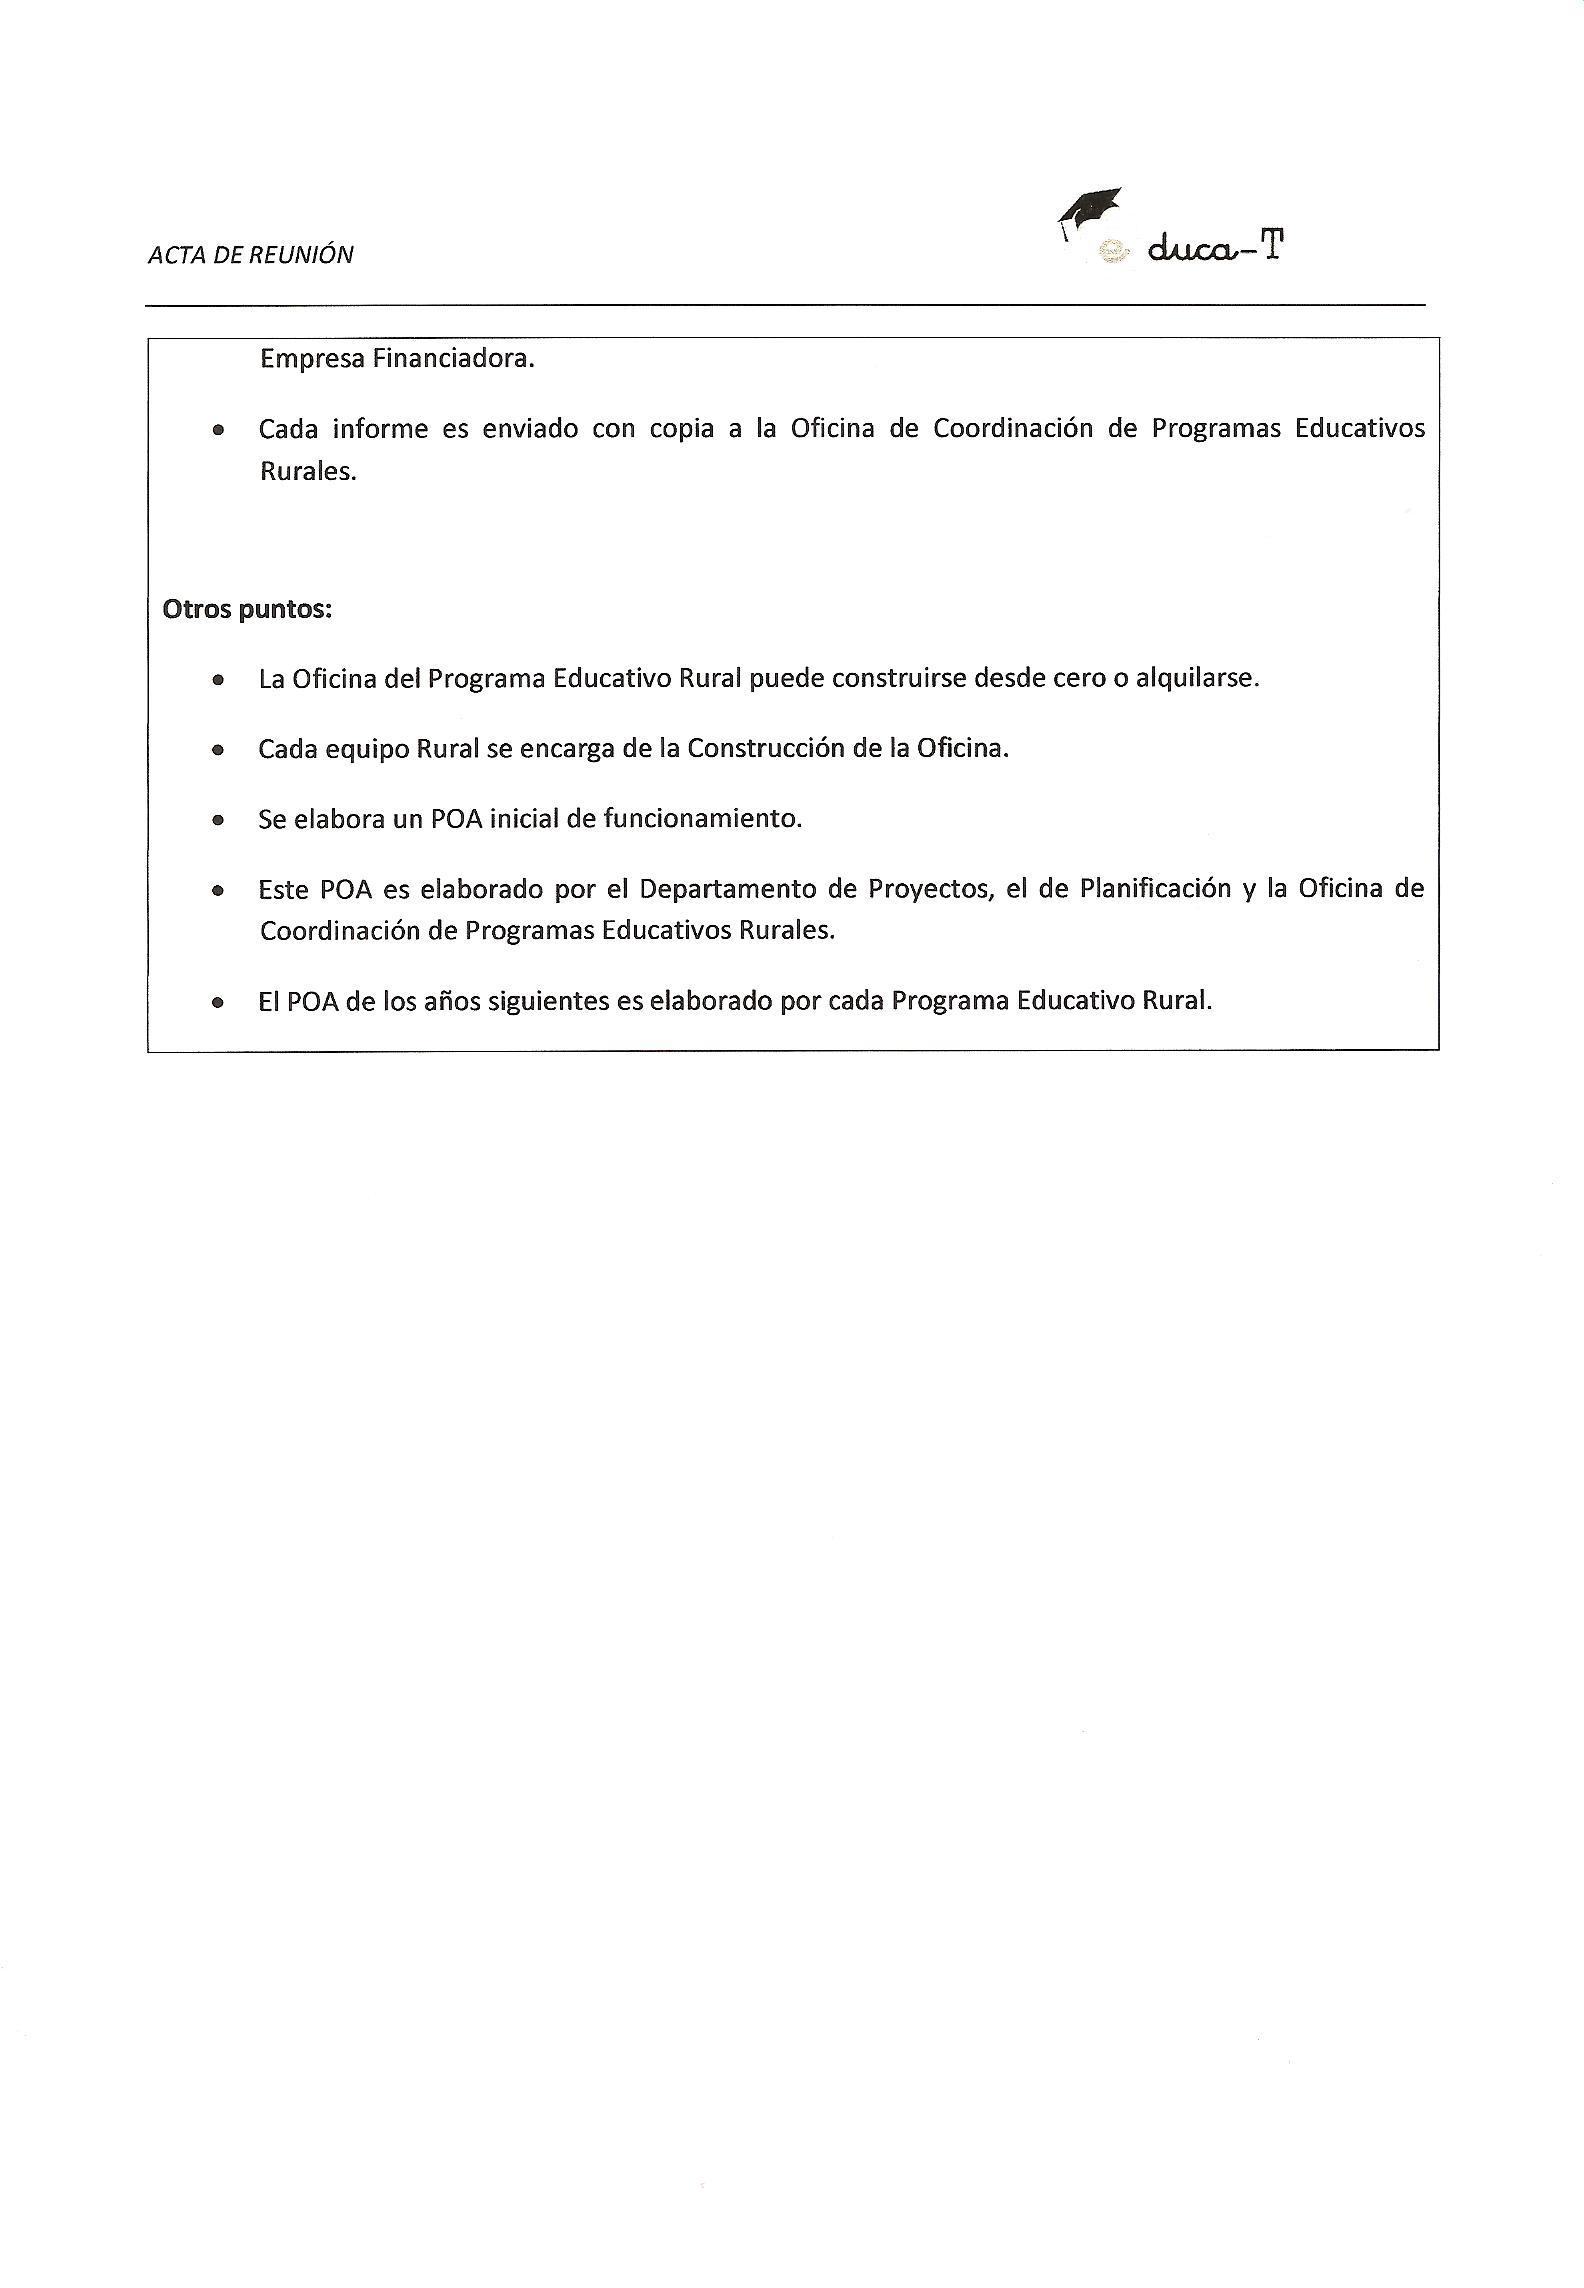 ACTA DE REUNIÓN
e duca-T
Empresa Financiadora.
• Cada informe es enviado con copia a la Oficina de Coordinación de Programas Educativos
Rurales.
Otros puntos:
• La Oficina del Programa Educativo Rural puede construirse desde cero o alquilarse.
• Cada equipo Rural se encarga de la Construcción de la Oficina.
• Se elabora un POA inicial de funcionamiento.
• Este POA es elaborado por el Departamento de Proyectos, el de Planificación y la Oficina de
Coordinación de Programas Educativos Rurales.
• El POA de los años siguientes es elaborado por cada Programa Educativo Rural.